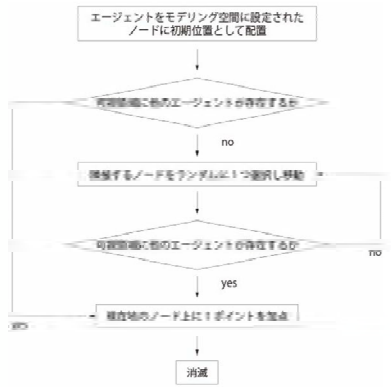 エージェントをモデリング空間に設定された
ノードに初期位置として配置
可視領域に他のエージェントが存在するか
no
隣接するノードをランダムに1つ選択し移動
可視領域に他のエージェントが存在するか
no
yes
現在地のノード上に1ポイントを加点
消滅